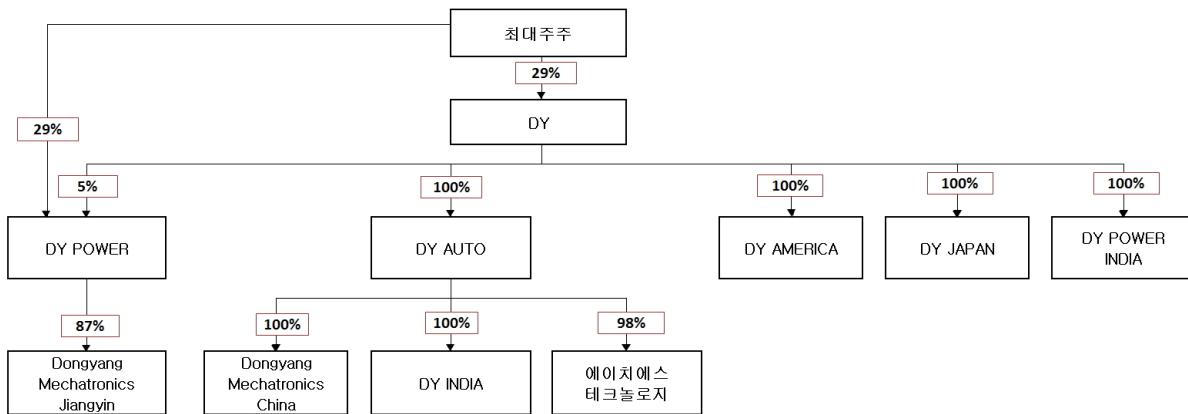 최대주주
29%
DY
29%
5%
100%
100%
100%
100%
DY POWER
DY AUTO
DY AMERICA
DY JAPAN
DY POWER
INDIA
87%
100%
100%
98%
Dongyang
Mechatronics
Jiangyin
Dongyang
Mechatronics
China
DY INDIA
에이치에스
테크놀로지